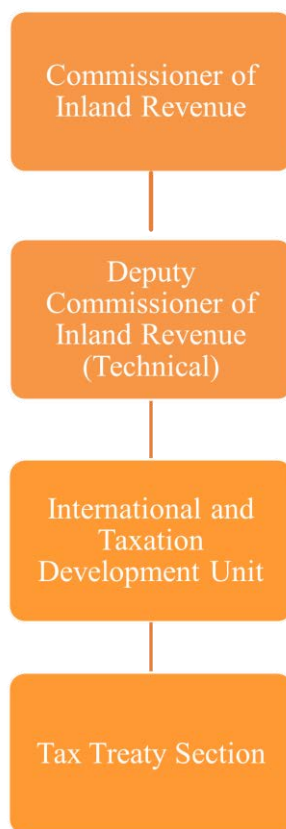 Commissioner of
Inland Revenue
Deputy
Commissioner of
Inland Revenue
(Technical)
International and
Taxation
Development Unit
Tax Treaty Section